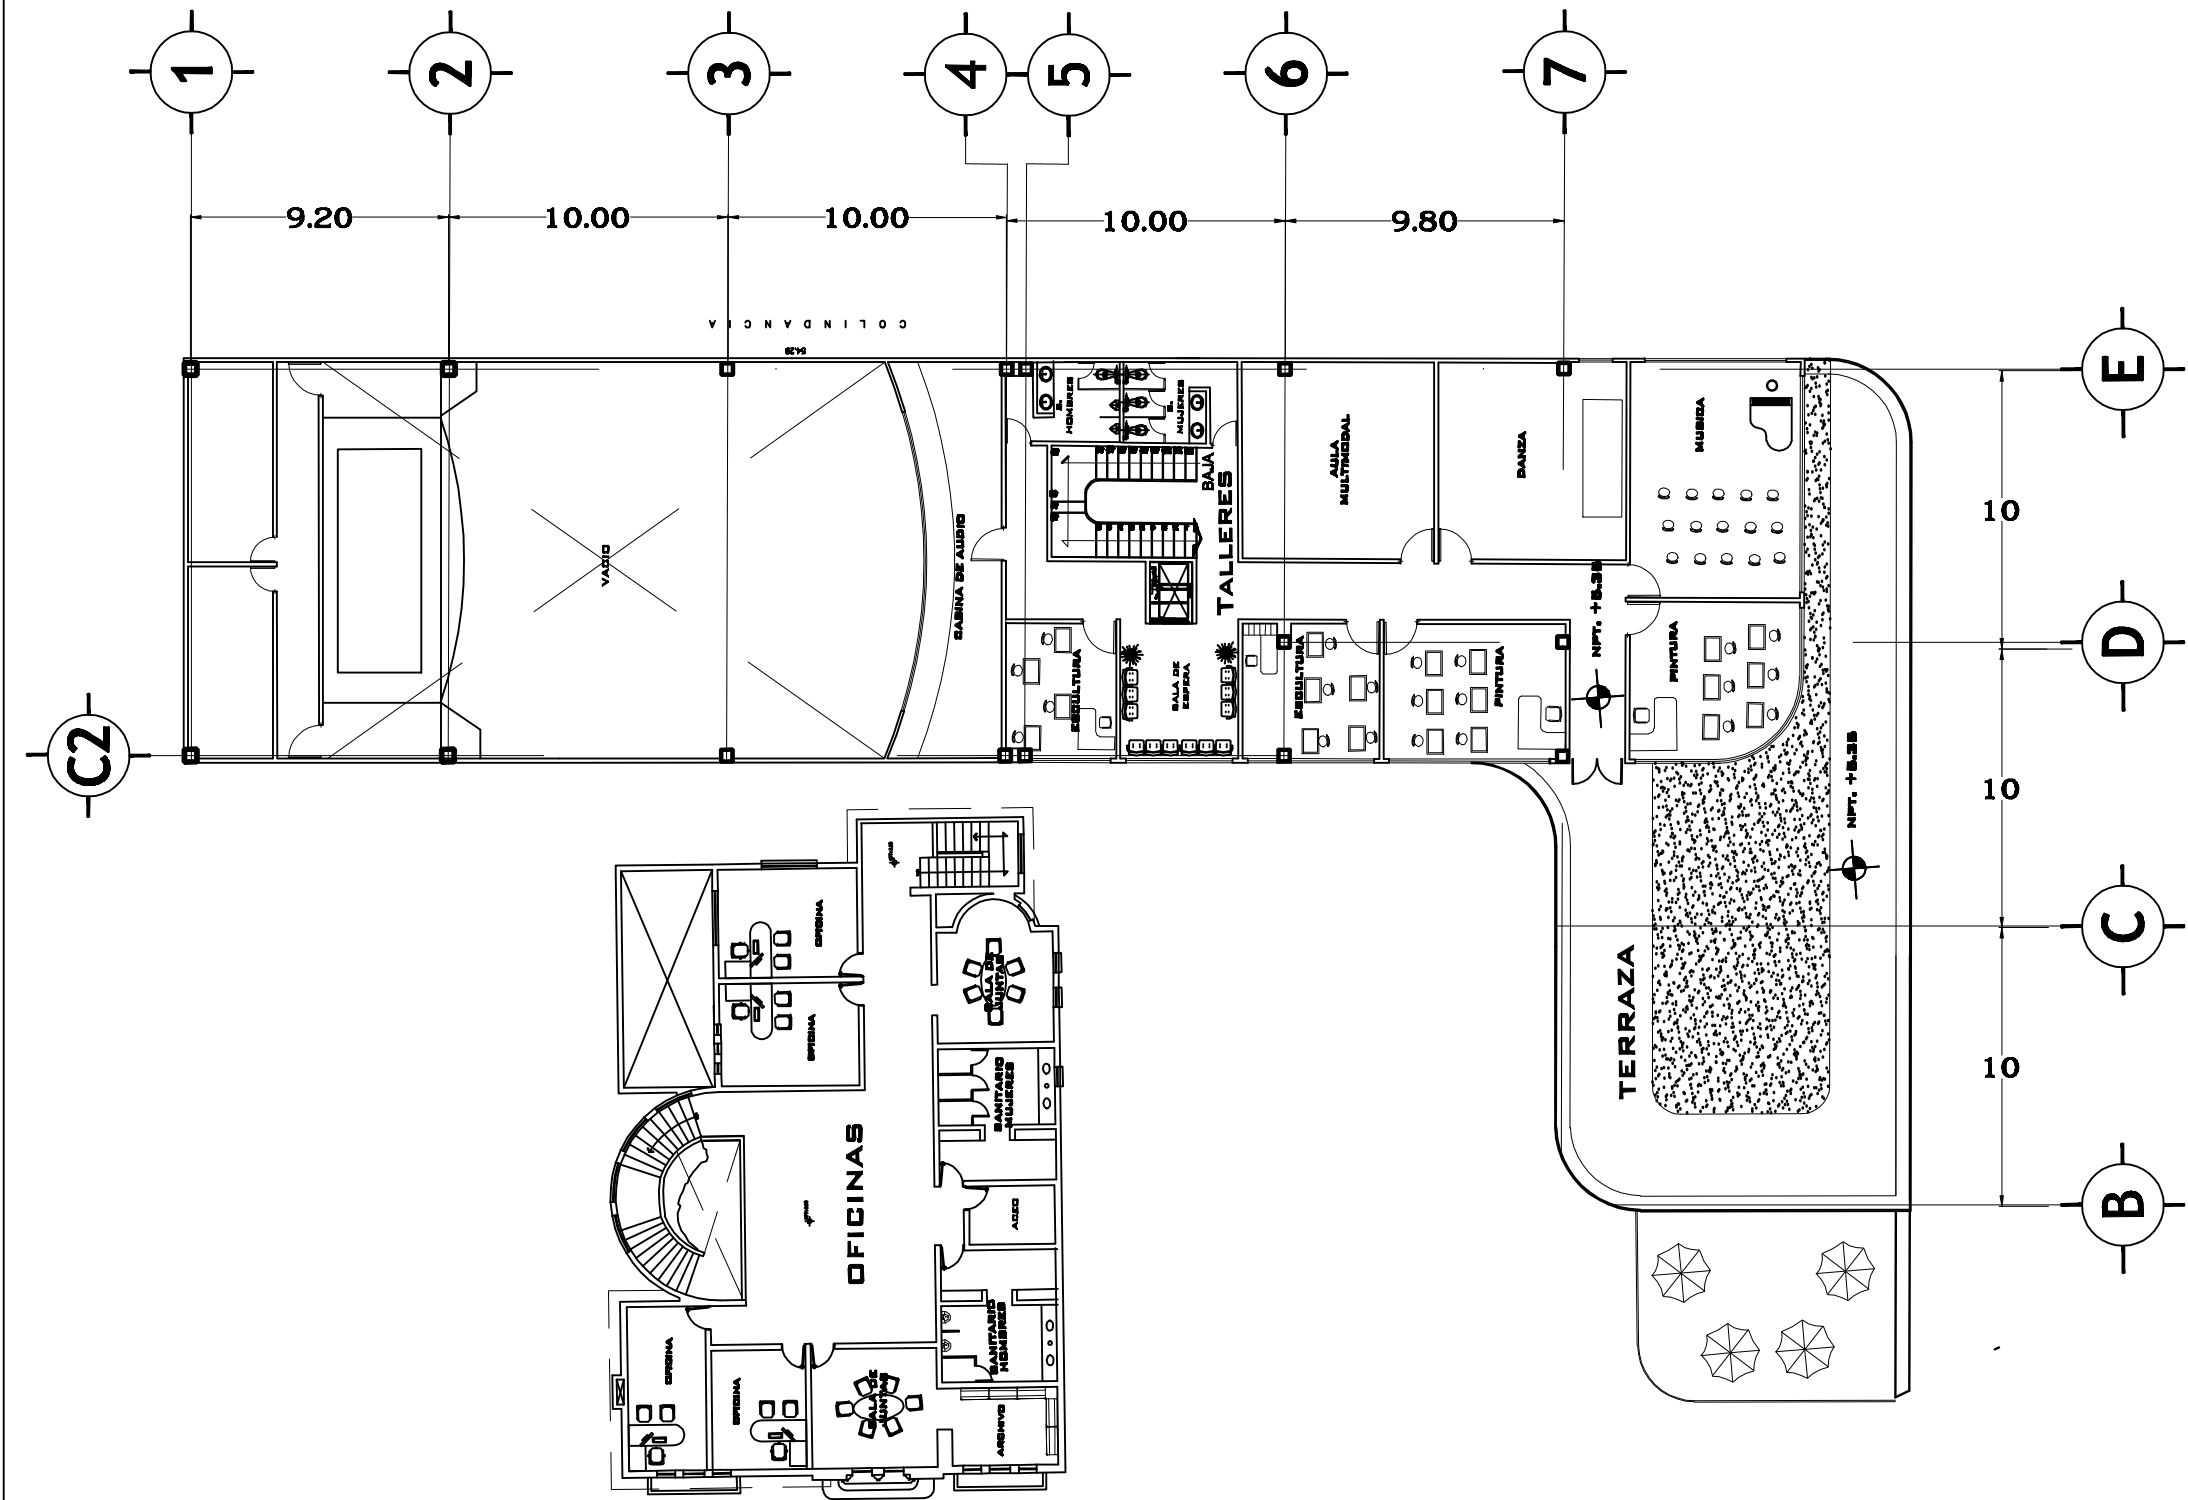 1
2
3
4
5
6
7
9.20
10.00
10.00
10.00
9.80
COLINDANCIA
54.29
E
D
C
B
C2
10
10
10
VACIO
CABINA DE AUDIO
S.
HOMBRES
S.
MUJERES
BAJA
TALLERES
AULA
MULTIMODAL
DANZA
MUSICA
ESCULTURA
SALA DE
ESPERA
ESCULTURA
PINTURA
NPT. +5.35
PINTURA
NPT. +5.35
TERRAZA
OFICINA
OFICINA
SALA DE
JUNTAS
SANITARIO
MUJERES
OFICINAS
ACEO
SANITARIO
HOMBRES
OFICINA
OFICINA
SALA DE
JUNTAS
ARCHIVO